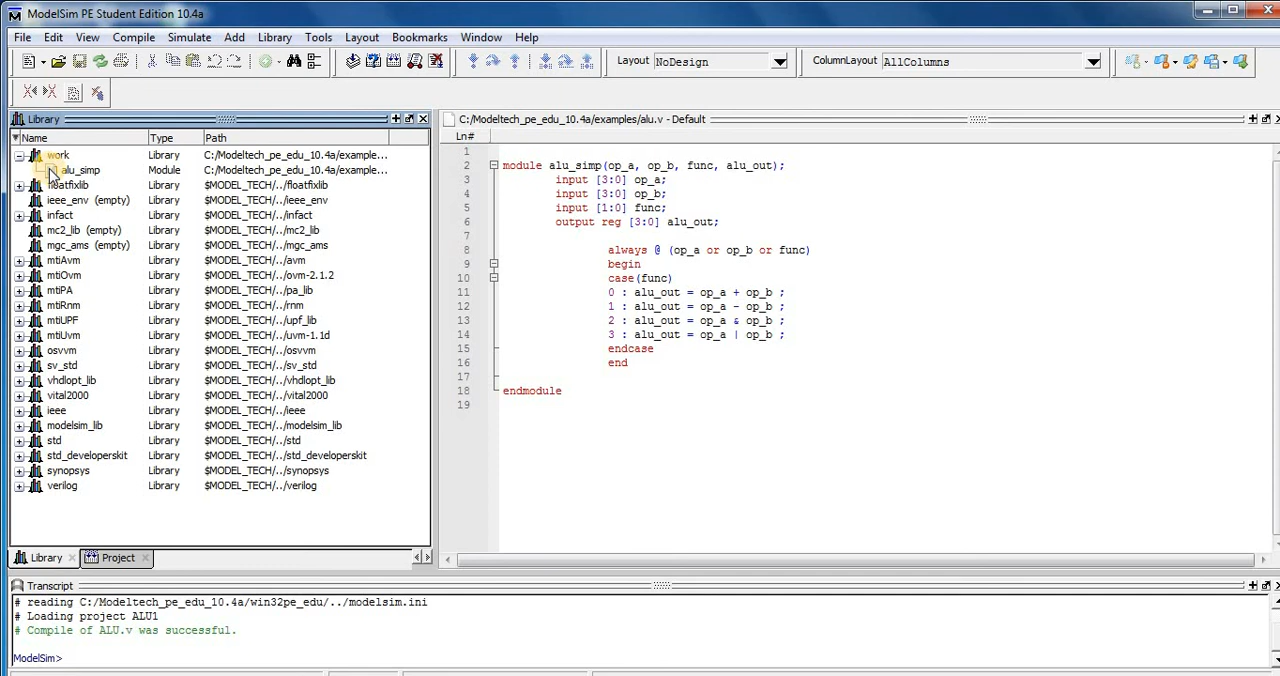 ModelSim PE Student Edition 10.4a
File Edit View Compile Simulate Add Library Tools Layout Bookmarks Window Help
Layout NoDesign ColumnLayout AllColumns
Library
Name Type Path
work Library C:/Modeltech_pe_edu_10.4a/example...
alu_simp Module C:/Modeltech_pe_edu_10.4a/example...
floatfixlib Library $MODEL_TECH/../floatfixlib
ieee_env (empty) Library $MODEL_TECH/../ieee_env
infact Library $MODEL_TECH/../infact
mc2_lib (empty) Library $MODEL_TECH/../mc2_lib
mgc_ams (empty) Library $MODEL_TECH/../mgc_ams
mtiAvm Library $MODEL_TECH/../avm
mtiOvm Library $MODEL_TECH/../ovm-2.1.2
mtiPA Library $MODEL_TECH/../pa_lib
mtiRnm Library $MODEL_TECH/../rnm
mtiUPF Library $MODEL_TECH/../upf_lib
mtiUvm Library $MODEL_TECH/../uvm-1.1d
osvvm Library $MODEL_TECH/../osvvm
sv_std Library $MODEL_TECH/../sv_std
vhdlopt_lib Library $MODEL_TECH/../vhdlopt_lib
vital2000 Library $MODEL_TECH/../vital2000
ieee Library $MODEL_TECH/../ieee
modelsim_lib Library $MODEL_TECH/../modelsim_lib
std Library $MODEL_TECH/../std
std_developerskit Library $MODEL_TECH/../std_developerskit
synopsys Library $MODEL_TECH/../synopsys
verilog Library $MODEL_TECH/../verilog
Library Project
C:/Modeltech_pe_edu_10.4a/examples/alu.v - Default
Ln#
1
2 module alu_simp(op_a, op_b, func, alu_out);
3 input [3:0] op_a;
4 input [3:0] op_b;
5 input [1:0] func;
6 output reg [3:0] alu_out;
7
8 always @ (op_a or op_b or func)
9 begin
10 case(func)
11 0 : alu_out = op_a + op_b ;
12 1 : alu_out = op_a - op_b ;
13 2 : alu_out = op_a & op_b ;
14 3 : alu_out = op_a | op_b ;
15 endcase
16 end
17
18 endmodule
19
Transcript
# reading C:/Modeltech_pe_edu_10.4a/win32pe_edu/../modelsim.ini
# Loading project ALU1
# Compile of ALU.v was successful.
ModelSim>